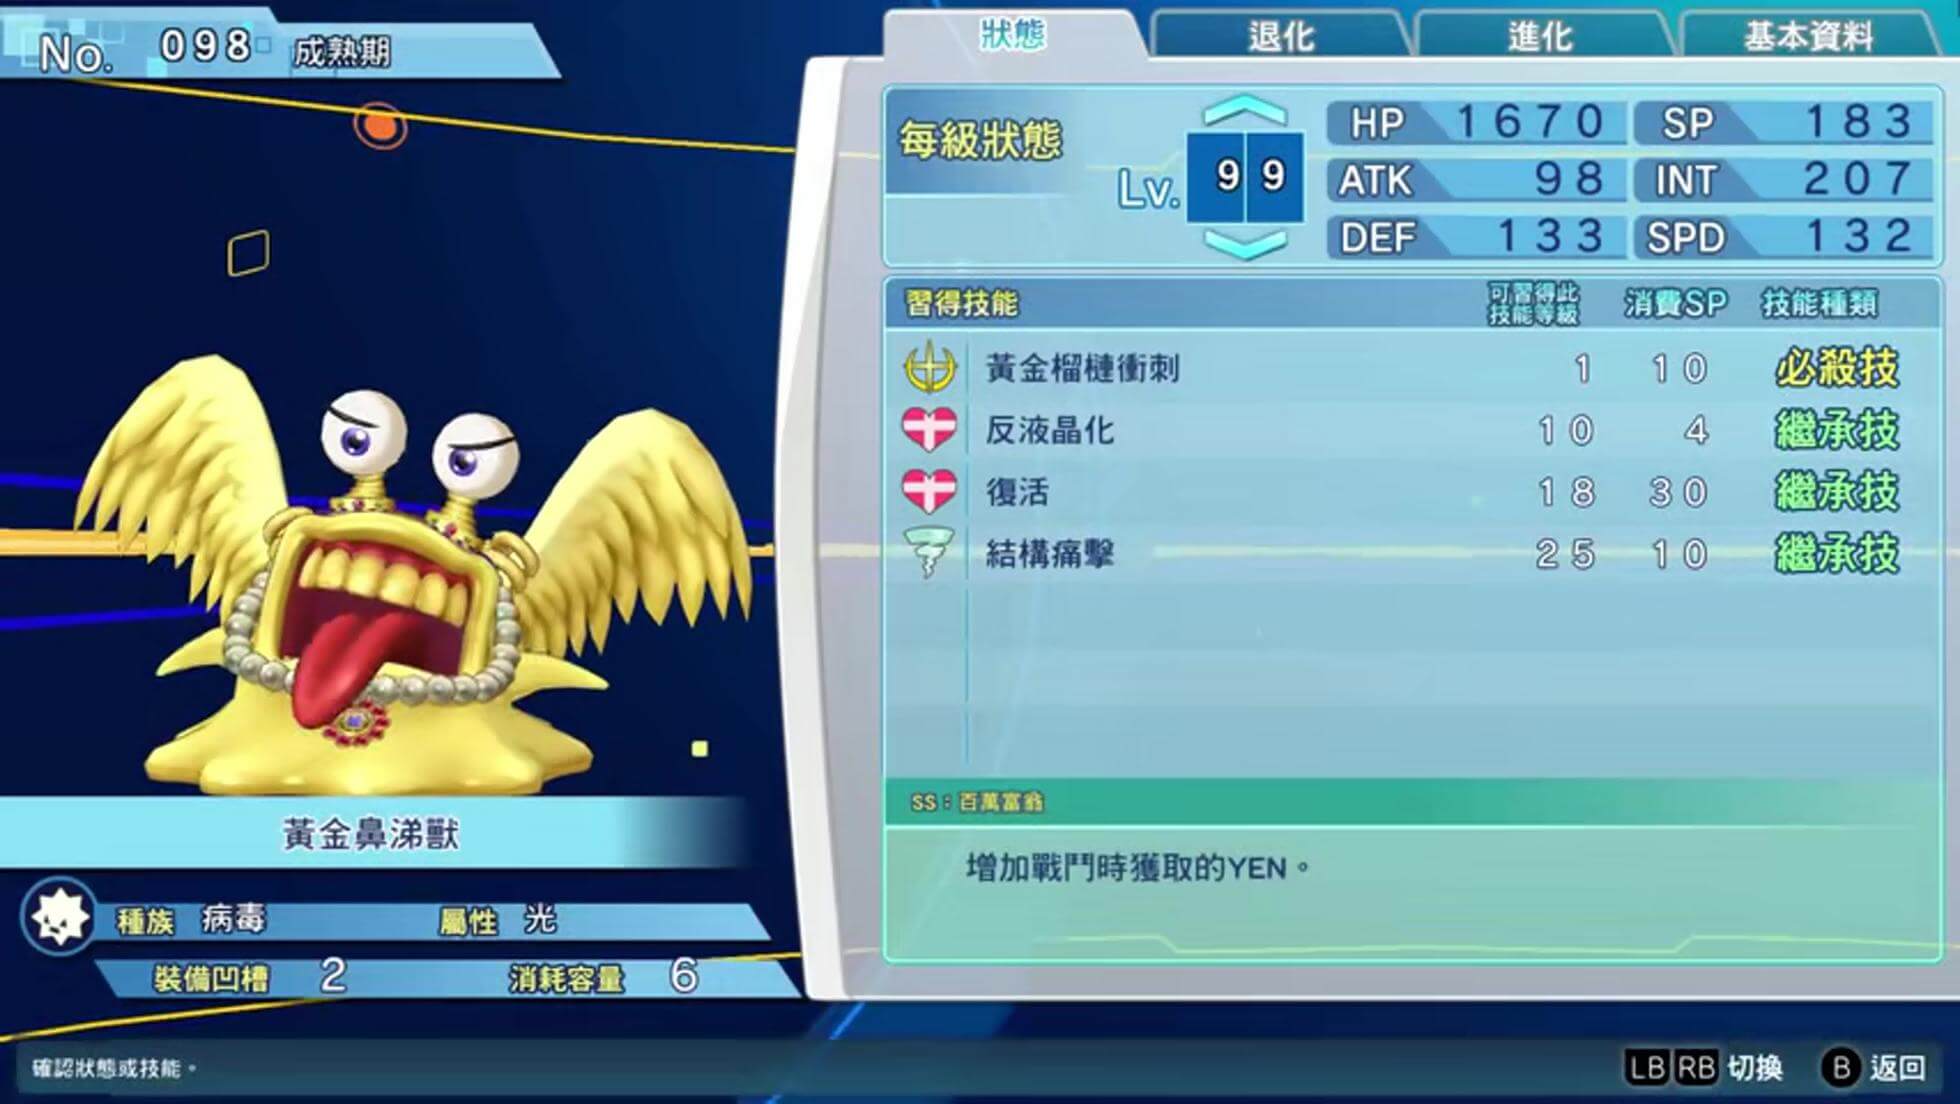 No. 098 成熟期
狀態 退化 進化 基本資料
每級狀態
Lv. 99
HP 1670 SP 183
ATK 98 INT 207
DEF 133 SPD 132
習得技能 可習得此技能等級 消費SP 技能種類
黃金榴槤衝刺 1 10 必殺技
反液晶化 10 4 繼承技
復活 18 30 繼承技
結構痛擊 25 10 繼承技
SS：百萬富翁
增加戰鬥時獲取的YEN。
黃金鼻涕獸
種族 病毒 屬性 光
裝備凹槽 2 消耗容量 6
確認狀態或技能。
LB RB 切換 B 返回